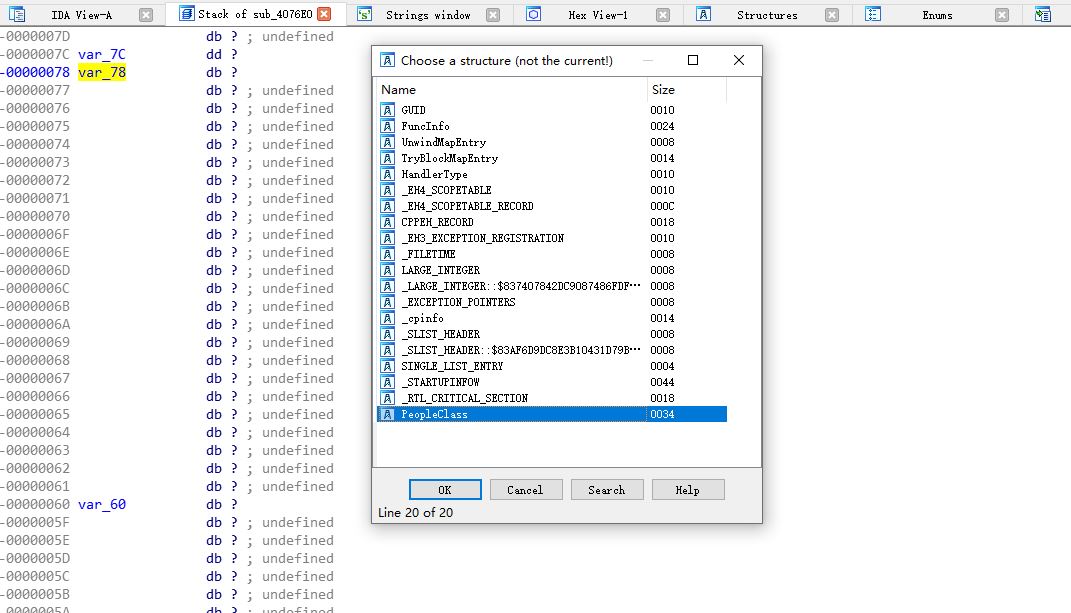 IDA View-A Stack of sub_4076E0 Strings window Hex View-1 Structures Enums
-0000007D db ? ; undefined
-0000007C var_7C dd ?
-00000078 var_78 db ?
-00000077 db ? ; undefined
-00000076 db ? ; undefined
-00000075 db ? ; undefined
-00000074 db ? ; undefined
-00000073 db ? ; undefined
-00000072 db ? ; undefined
-00000071 db ? ; undefined
-00000070 db ? ; undefined
-0000006F db ? ; undefined
-0000006E db ? ; undefined
-0000006D db ? ; undefined
-0000006C db ? ; undefined
-0000006B db ? ; undefined
-0000006A db ? ; undefined
-00000069 db ? ; undefined
-00000068 db ? ; undefined
-00000067 db ? ; undefined
-00000066 db ? ; undefined
-00000065 db ? ; undefined
-00000064 db ? ; undefined
-00000063 db ? ; undefined
-00000062 db ? ; undefined
-00000061 db ? ; undefined
-00000060 var_60 db ?
-0000005F db ? ; undefined
-0000005E db ? ; undefined
-0000005D db ? ; undefined
-0000005C db ? ; undefined
-0000005B db ? ; undefined
-0000005A db ? ; undefined
Choose a structure (not the current!)
Name Size
GUID 0010
FuncInfo 0024
UnwindMapEntry 0008
TryBlockMapEntry 0014
HandlerType 0010
_EH4_SCOPETABLE 0010
_EH4_SCOPETABLE_RECORD 000C
CPPEH_RECORD 0018
_EH3_EXCEPTION_REGISTRATION 0010
_FILETIME 0008
LARGE_INTEGER 0008
_LARGE_INTEGER::$837407842DC9087486FDF… 0008
_EXCEPTION_POINTERS 0008
_cpinfo 0014
_SLIST_HEADER 0008
_SLIST_HEADER::$83AF6D9DC8E3B10431D79B… 0008
SINGLE_LIST_ENTRY 0004
_STARTUPINFOW 0044
_RTL_CRITICAL_SECTION 0018
PeopleClass 0034
OK Cancel Search Help
Line 20 of 20